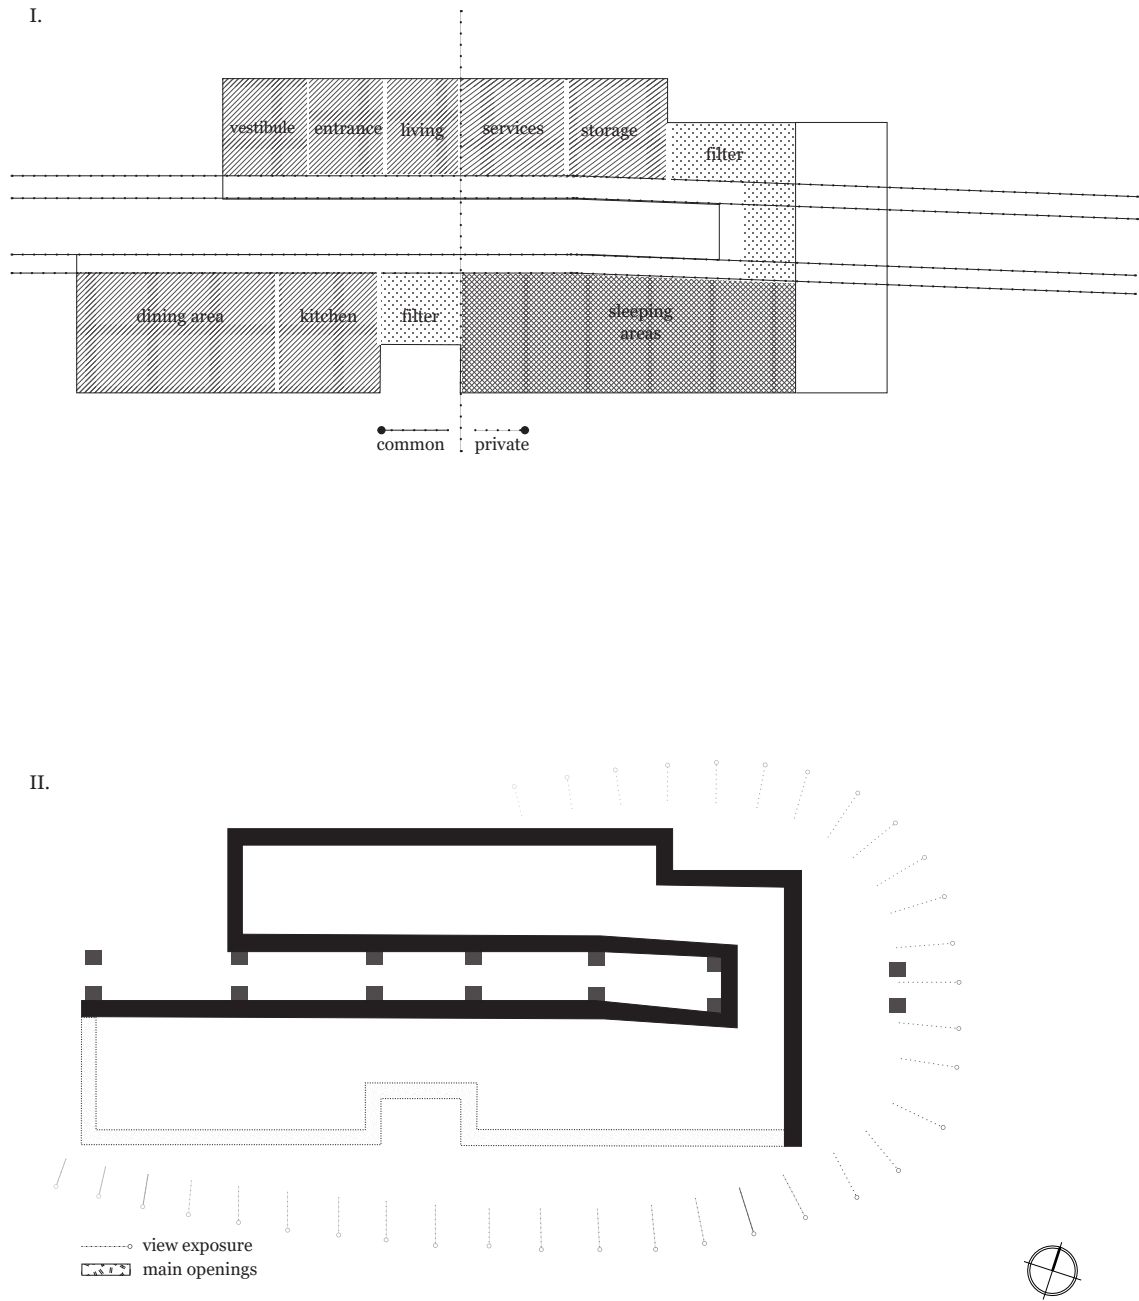 I.
vestibule
entrance
living
services
storage
filter
dining area
kitchen
filter
sleeping
areas
common
private
II.
view exposure
main openings